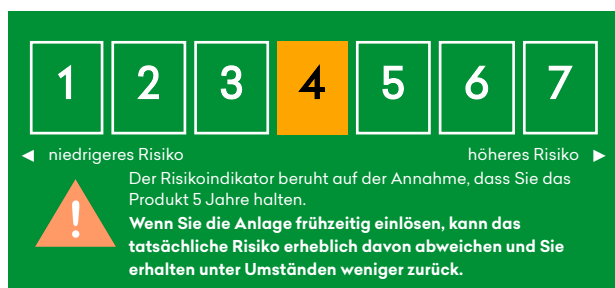 1 2 3 4 5 6 7
◄ niedrigeres Risiko höheres Risiko ►
Der Risikoindikator beruht auf der Annahme, dass Sie das
Produkt 5 Jahre halten.
!
Wenn Sie die Anlage frühzeitig einlösen, kann das
tatsächliche Risiko erheblich davon abweichen und Sie
erhalten unter Umständen weniger zurück.